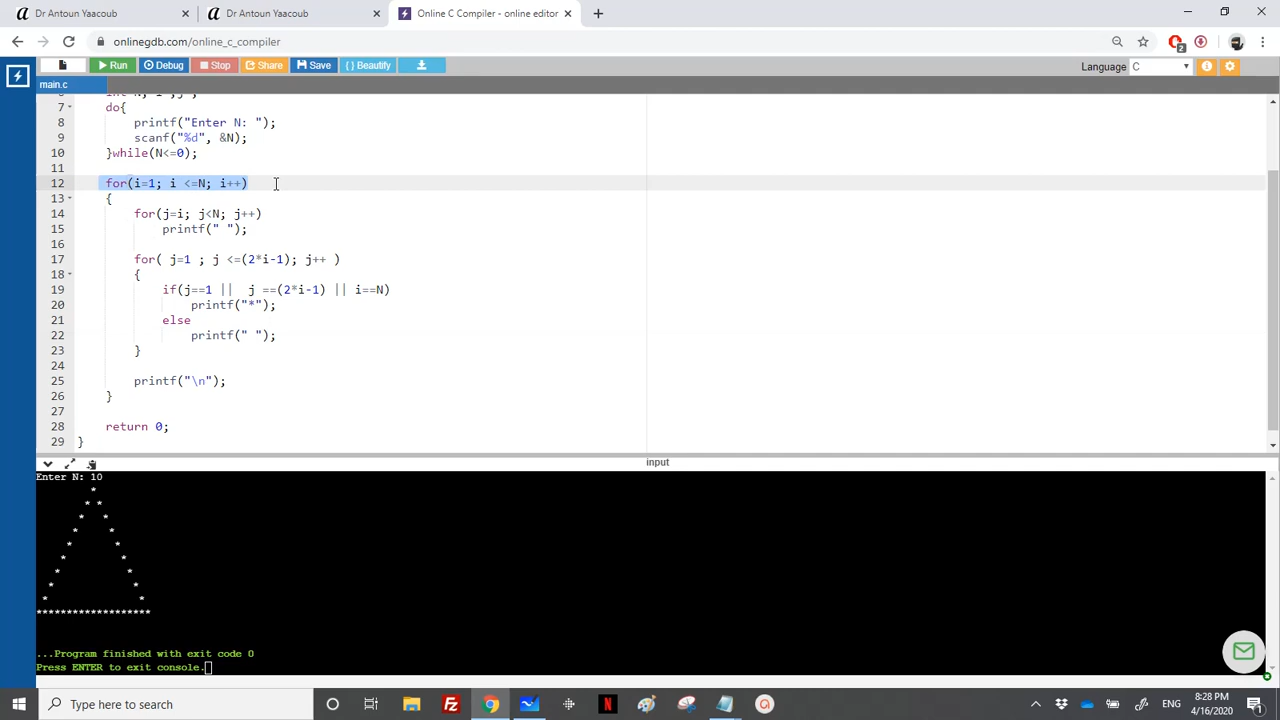 Dr Antoun Yaacoub
Dr Antoun Yaacoub
Online C Compiler - online editor
onlinegdb.com/online_c_compiler
2
Run Debug Stop Share Save { } Beautify
Language C
main.c
7 do{
8 printf("Enter N: ");
9 scanf("%d", &N);
10 }while(N<=0);
11
12 for(i=1; i <=N; i++)
13 {
14 for(j=i; j<N; j++)
15 printf(" ");
16
17 for( j=1 ; j <=(2*i-1); j++ )
18 {
19 if(j==1 || j ==(2*i-1) || i==N)
20 printf("*");
21 else
22 printf(" ");
23 }
24
25 printf("\n");
26 }
27
28 return 0;
29 }
input
Enter N: 10
*
* *
* *
* *
* *
* *
* *
* *
* *
*******************
...Program finished with exit code 0
Press ENTER to exit console.
Type here to search
ENG
8:28 PM
4/16/2020
1